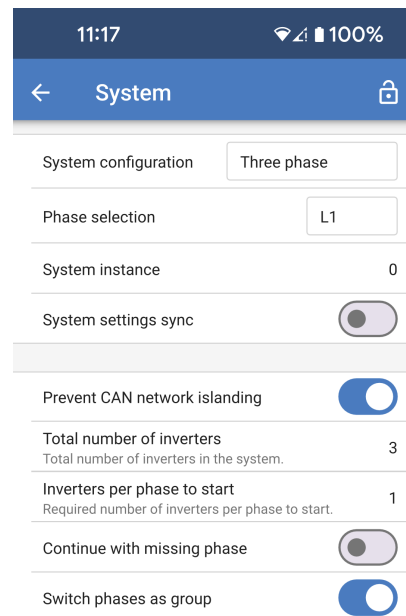 11:17
100%
System
System configuration
Three phase
Phase selection
L1
System instance
0
System settings sync
Prevent CAN network islanding
Total number of inverters
Total number of inverters in the system.
3
Inverters per phase to start
Required number of inverters per phase to start.
1
Continue with missing phase
Switch phases as group